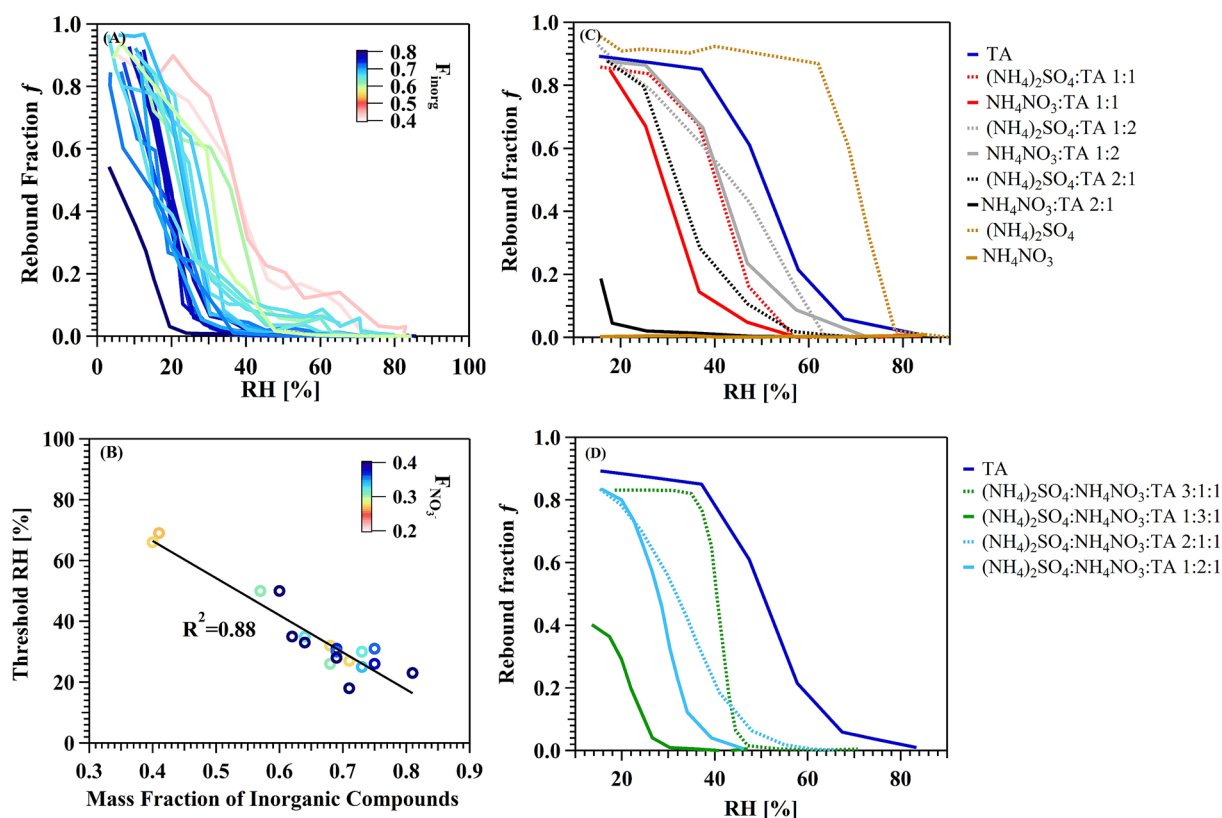 (A)
1.0
0.8
0.6
0.4
0.2
0.0
Rebound Fraction f
0 20 40 60 80 100
RH [%]
0.8
0.7
0.6
0.5
0.4
F inorg
(C)
1.0
0.8
0.6
0.4
0.2
0.0
Rebound fraction f
20 40 60 80
RH [%]
TA
(NH4)2SO4:TA 1:1
NH4NO3:TA 1:1
(NH4)2SO4:TA 1:2
NH4NO3:TA 1:2
(NH4)2SO4:TA 2:1
NH4NO3:TA 2:1
(NH4)2SO4
NH4NO3
(B)
100
80
60
40
20
0
Threshold RH [%]
0.3 0.4 0.5 0.6 0.7 0.8 0.9
Mass Fraction of Inorganic Compounds
R2=0.88
0.4
0.3
0.2
F NO3-
(D)
1.0
0.8
0.6
0.4
0.2
0.0
Rebound fraction f
20 40 60 80
RH [%]
TA
(NH4)2SO4:NH4NO3:TA 3:1:1
(NH4)2SO4:NH4NO3:TA 1:3:1
(NH4)2SO4:NH4NO3:TA 2:1:1
(NH4)2SO4:NH4NO3:TA 1:2:1